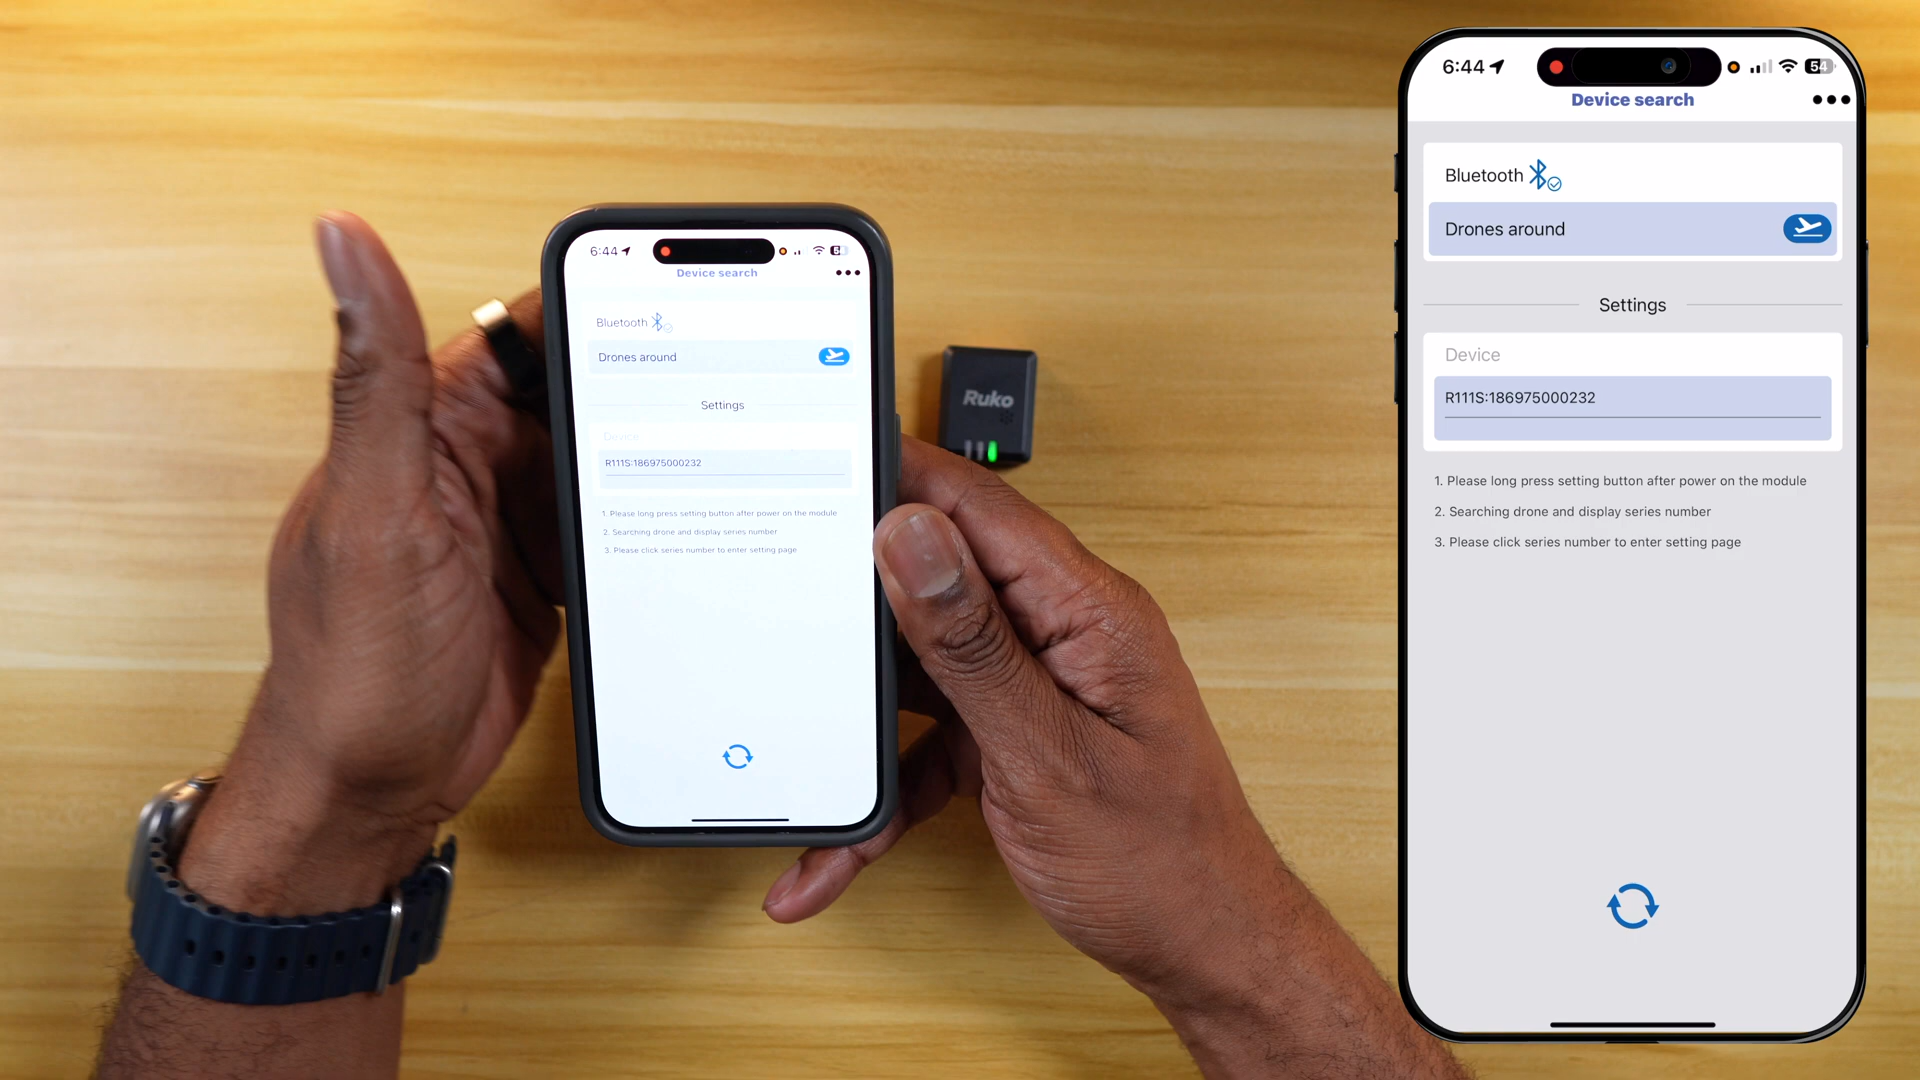 6:44
Device search
Bluetooth
Drones around
Settings
Device
R111S:186975000232
1. Please long press setting button after power on the module
2. Searching drone and display series number
3. Please click series number to enter setting page
Ruko
6:44
54
Device search
Bluetooth
Drones around
Settings
Device
R111S:186975000232
1. Please long press setting button after power on the module
2. Searching drone and display series number
3. Please click series number to enter setting page